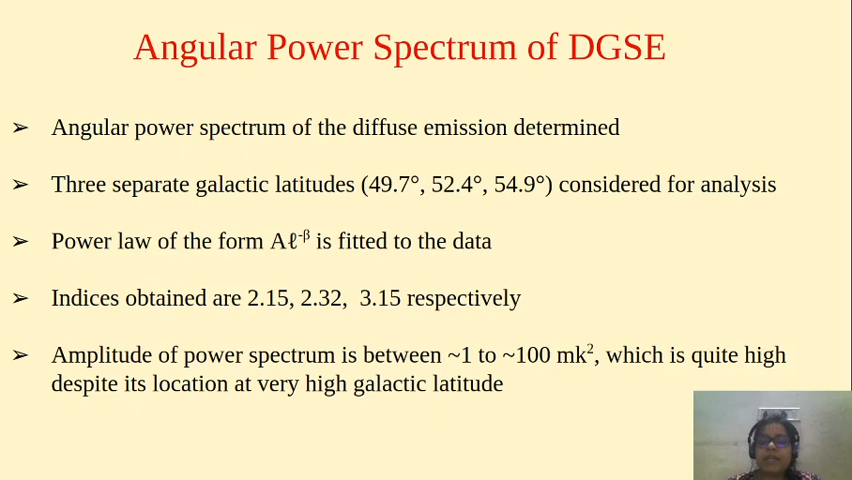 Angular Power Spectrum of DGSE
➢ Angular power spectrum of the diffuse emission determined
➢ Three separate galactic latitudes (49.7°, 52.4°, 54.9°) considered for analysis
➢ Power law of the form Aℓ⁻ᵝ is fitted to the data
➢ Indices obtained are 2.15, 2.32, 3.15 respectively
➢ Amplitude of power spectrum is between ~1 to ~100 mk², which is quite high
despite its location at very high galactic latitude